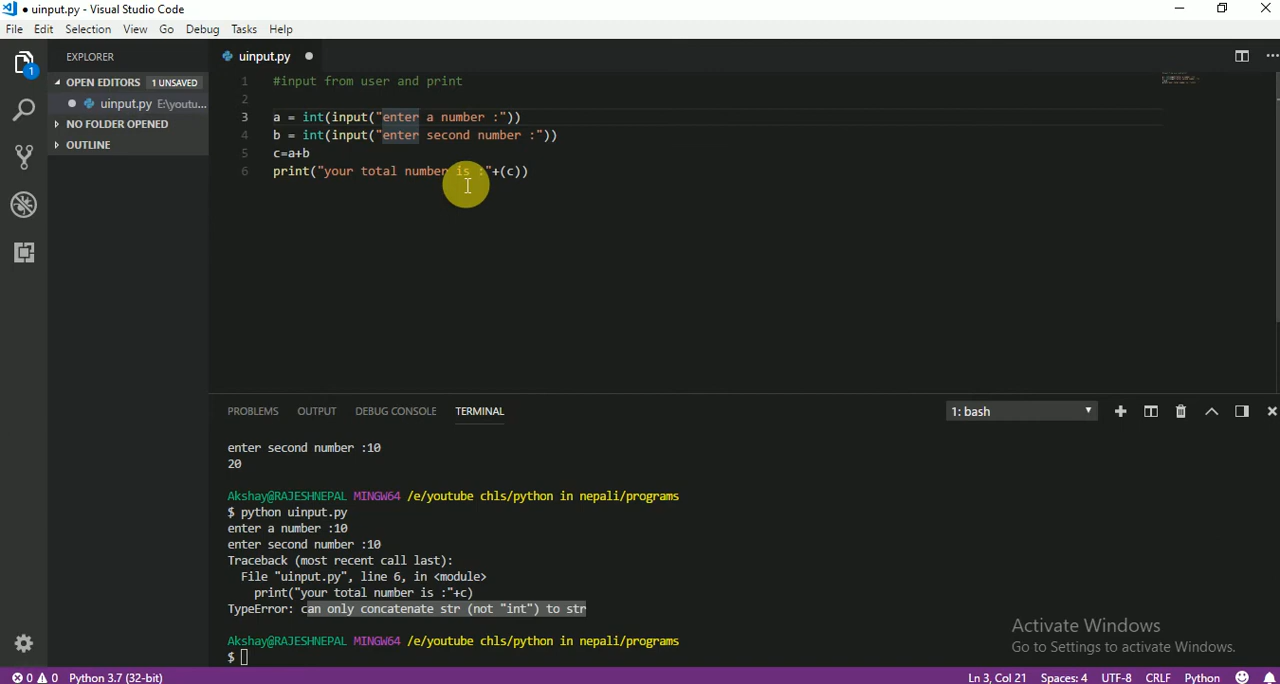 ● uinput.py - Visual Studio Code
File Edit Selection View Go Debug Tasks Help
EXPLORER
OPEN EDITORS 1 UNSAVED
● uinput.py E:\youtu...
NO FOLDER OPENED
OUTLINE
1
uinput.py ●
1 #input from user and print
2
3 a = int(input("enter a number :"))
4 b = int(input("enter second number :"))
5 c=a+b
6 print("your total number is :"+(c))
PROBLEMS OUTPUT DEBUG CONSOLE TERMINAL 1: bash
enter second number :10
20
Akshay@RAJESHNEPAL MINGW64 /e/youtube chls/python in nepali/programs
$ python uinput.py
enter a number :10
enter second number :10
Traceback (most recent call last):
File "uinput.py", line 6, in <module>
print("your total number is :"+c)
TypeError: can only concatenate str (not "int") to str
Akshay@RAJESHNEPAL MINGW64 /e/youtube chls/python in nepali/programs
$
Activate Windows
Go to Settings to activate Windows.
0 0 Python 3.7 (32-bit) Ln 3, Col 21 Spaces: 4 UTF-8 CRLF Python